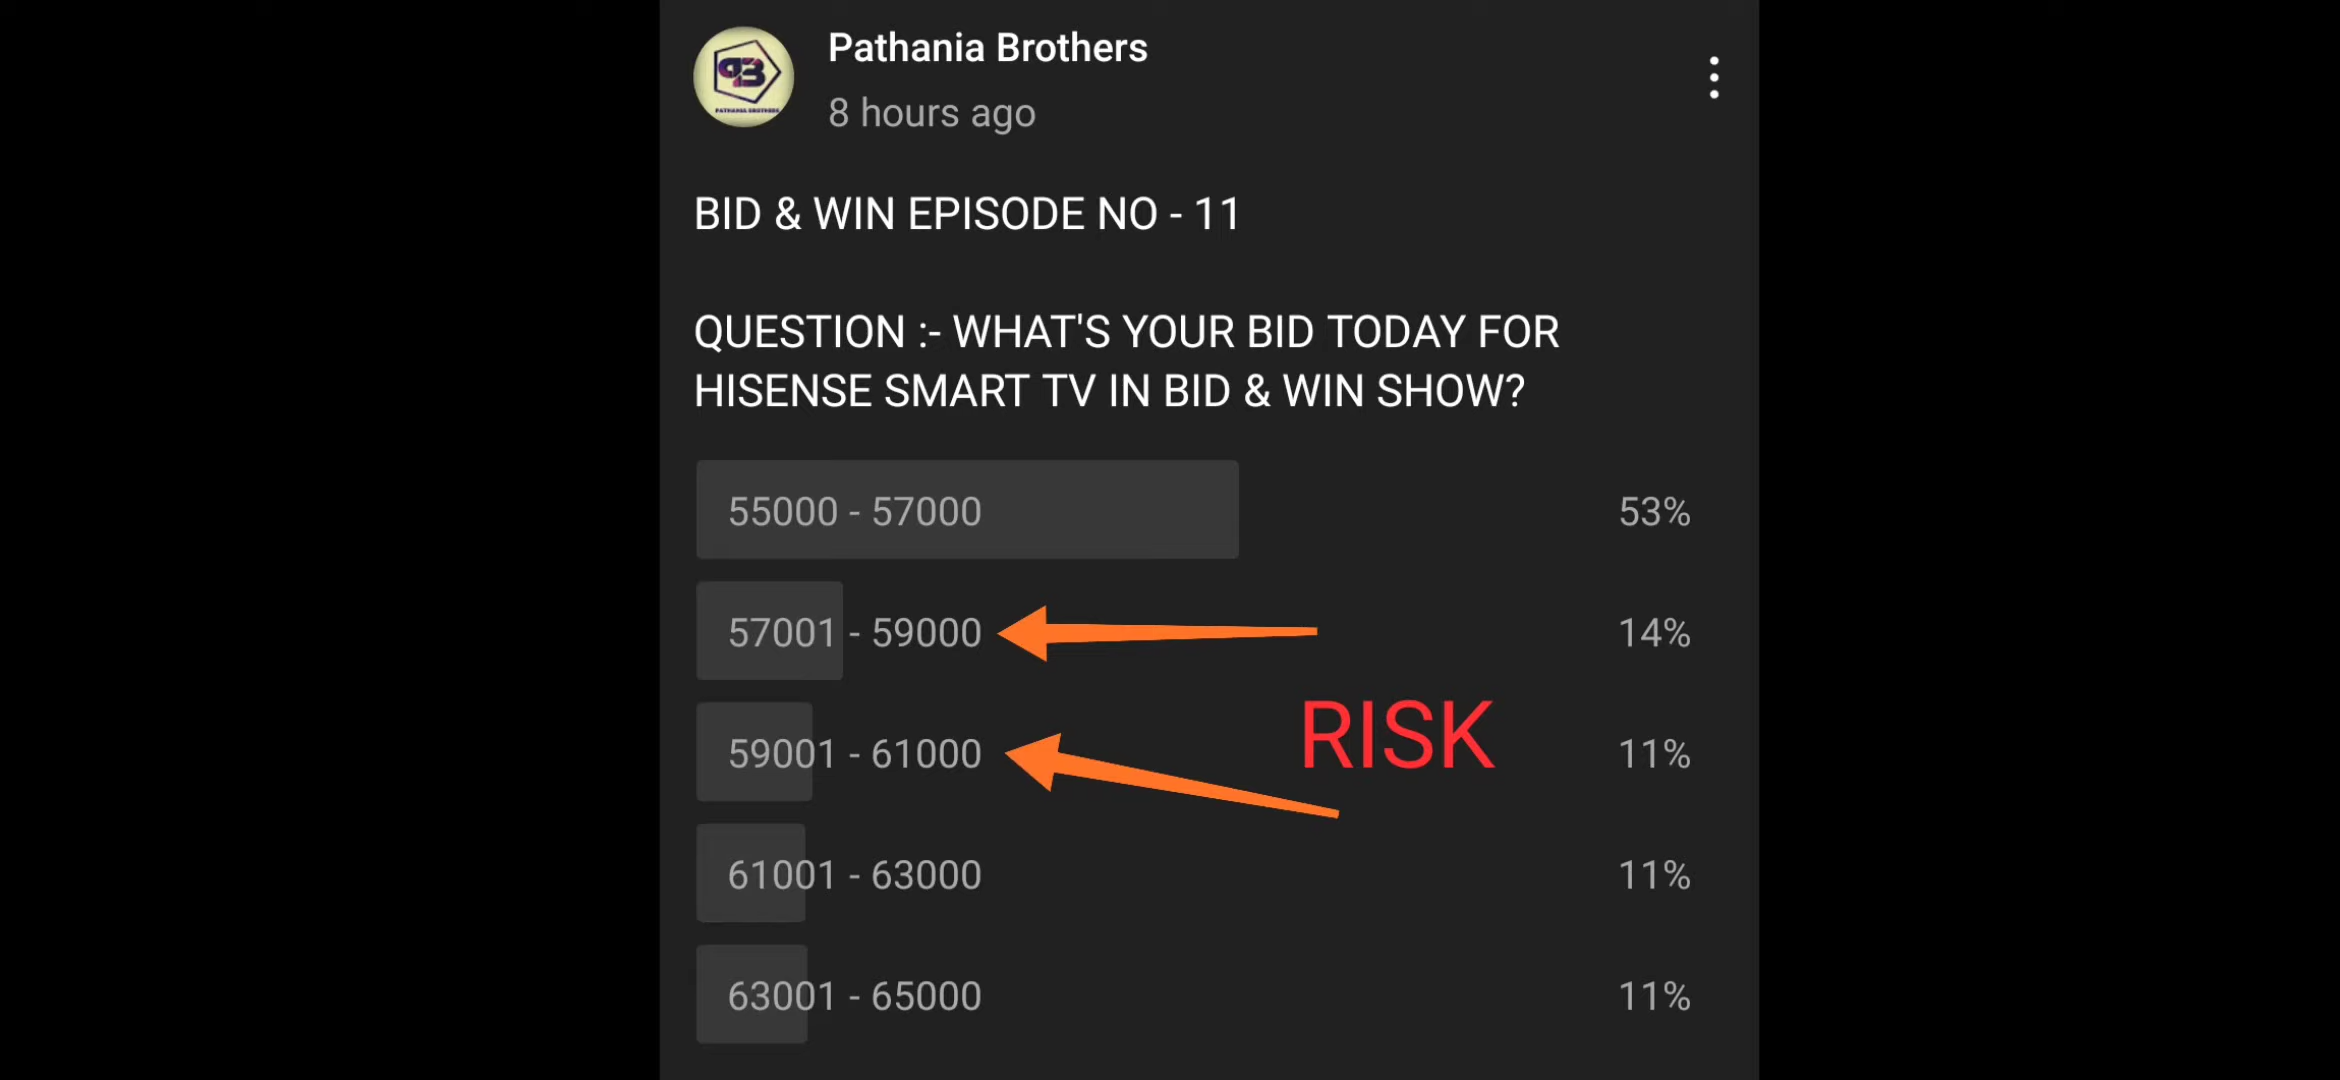 Pathania Brothers
8 hours ago
PATHANIA BROTHERS
BID & WIN EPISODE NO - 11
QUESTION :- WHAT'S YOUR BID TODAY FOR
HISENSE SMART TV IN BID & WIN SHOW?
55000 - 57000 53%
57001 - 59000 14%
RISK
59001 - 61000 11%
61001 - 63000 11%
63001 - 65000 11%